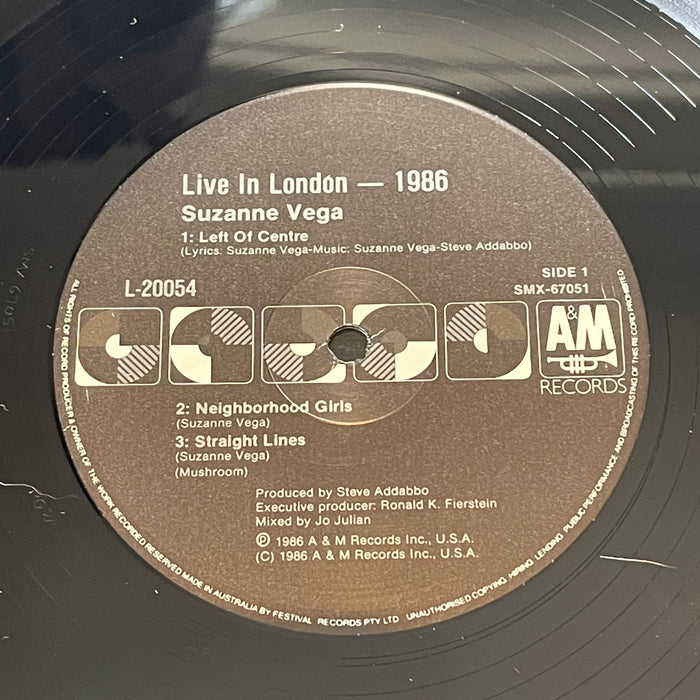 Live In London — 1986
Suzanne Vega
1: Left Of Centre
(Lyrics: Suzanne Vega-Music: Suzanne Vega-Steve Addabbo)
L-20054
SIDE 1
SMX-67051
A&M
RECORDS
2: Neighborhood Girls
(Suzanne Vega)
3: Straight Lines
(Suzanne Vega)
(Mushroom)
Produced by Steve Addabbo
Executive producer: Ronald K. Fierstein
Mixed by Jo Julian
Ⓟ 1986 A & M Records Inc., U.S.A.
(C) 1986 A & M Records Inc., U.S.A.
ALL RIGHTS OF RECORD PRODUCER & OWNER OF THE WORK RECORDED RESERVED MADE IN AUSTRALIA BY FESTIVAL RECORDS PTY LTD UNAUTHORISED COPYING HIRING LENDING PUBLIC PERFORMANCE AND BROADCASTING OF THIS RECORD PROHIBITED